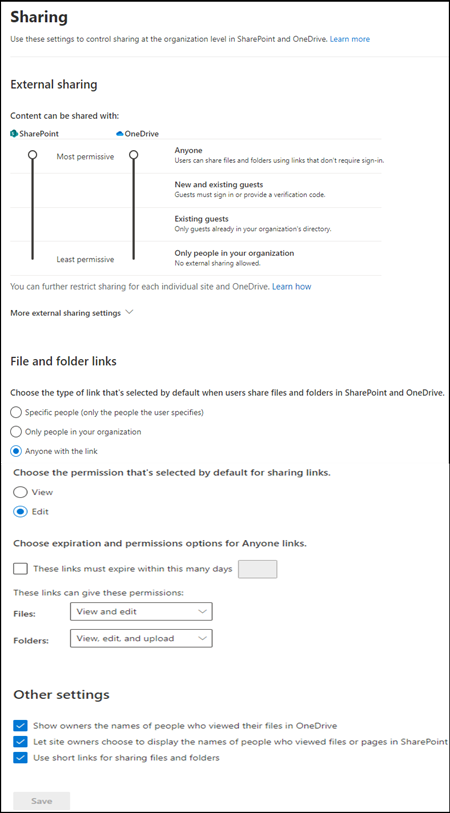 Sharing
Use these settings to control sharing at the organization level in SharePoint and OneDrive. Learn more
External sharing
Content can be shared with:
SharePoint
OneDrive
Most permissive
Anyone
Users can share files and folders using links that don't require sign-in.
New and existing guests
Guests must sign in or provide a verification code.
Existing guests
Only guests already in your organization's directory.
Least permissive
Only people in your organization
No external sharing allowed.
You can further restrict sharing for each individual site and OneDrive. Learn how
More external sharing settings
File and folder links
Choose the type of link that's selected by default when users share files and folders in SharePoint and OneDrive.
Specific people (only the people the user specifies)
Only people in your organization
Anyone with the link
Choose the permission that's selected by default for sharing links.
View
Edit
Choose expiration and permissions options for Anyone links.
These links must expire within this many days
These links can give these permissions:
Files: View and edit
Folders: View, edit, and upload
Other settings
Show owners the names of people who viewed their files in OneDrive
Let site owners choose to display the names of people who viewed files or pages in SharePoint
Use short links for sharing files and folders
Save